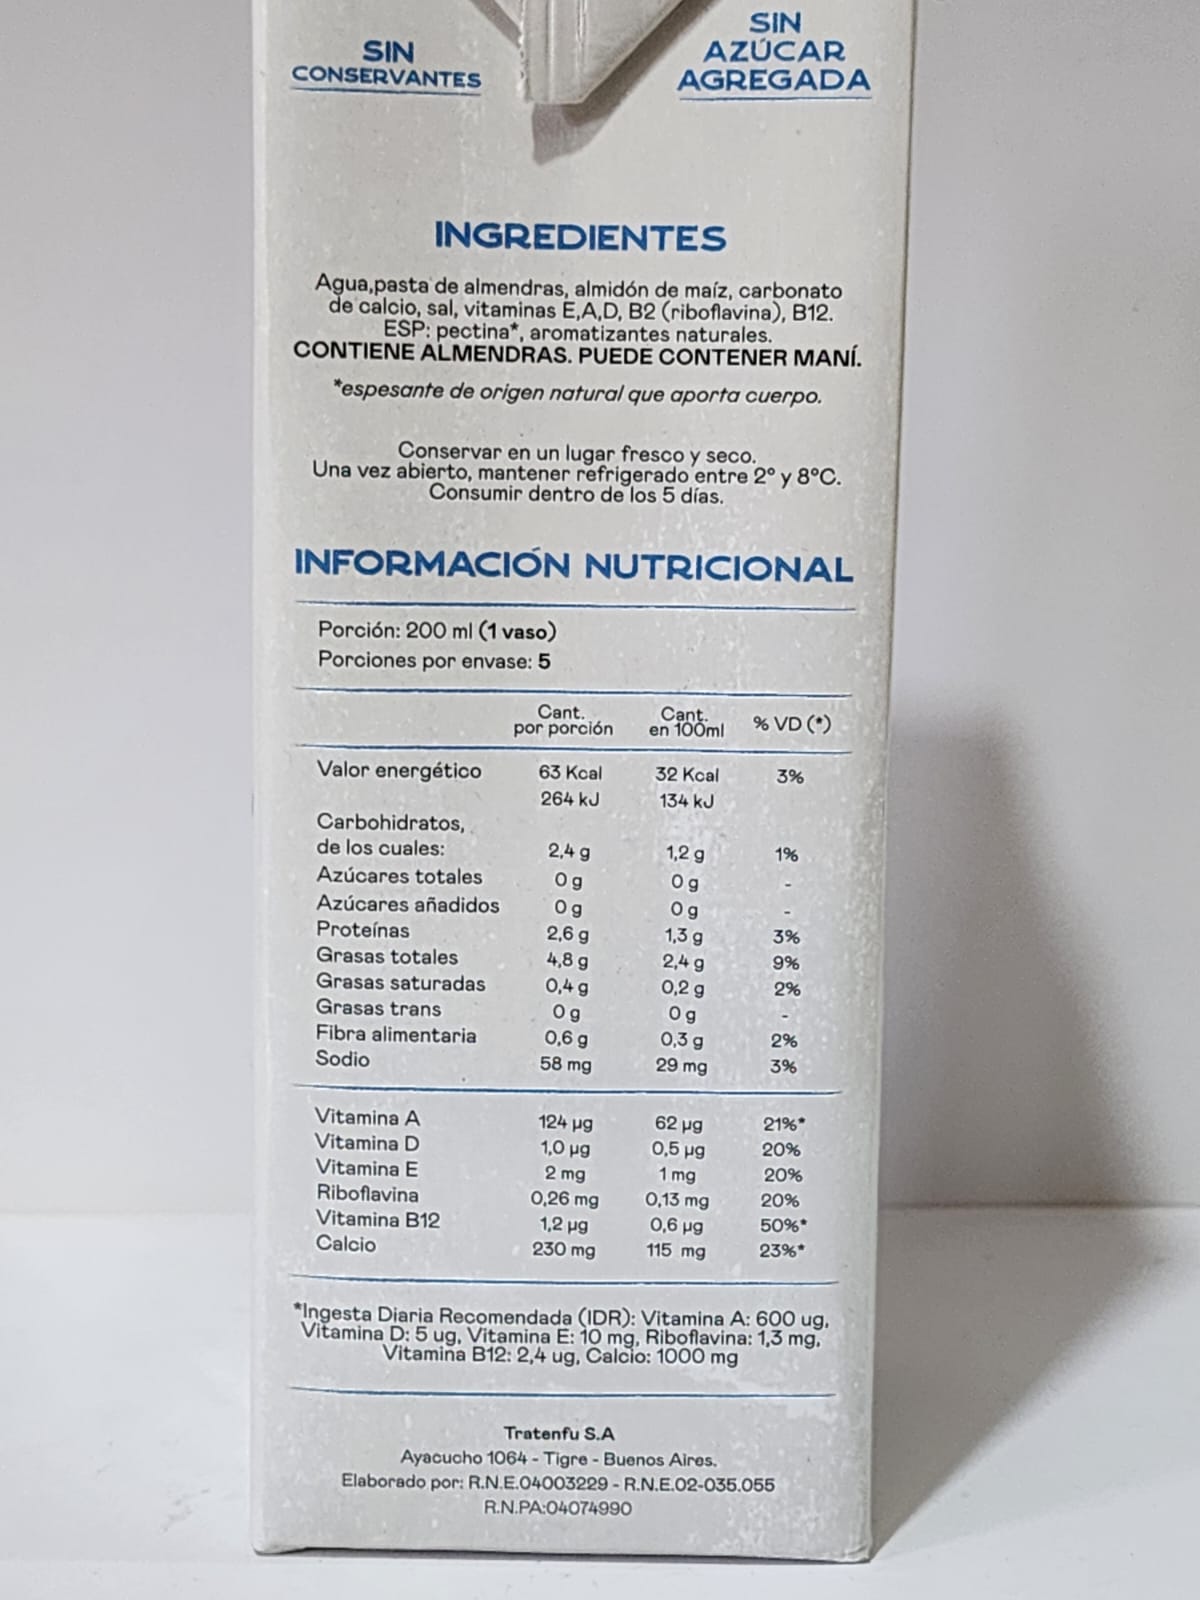 SIN
CONSERVANTES
SIN
AZÚCAR
AGREGADA
INGREDIENTES
Agua,pasta de almendras, almidón de maíz, carbonato
de calcio, sal, vitaminas E,A,D, B2 (riboflavina), B12.
ESP: pectina*, aromatizantes naturales.
CONTIENE ALMENDRAS. PUEDE CONTENER MANÍ.
*espesante de origen natural que aporta cuerpo.
Conservar en un lugar fresco y seco.
Una vez abierto, mantener refrigerado entre 2° y 8°C.
Consumir dentro de los 5 días.
INFORMACIÓN NUTRICIONAL
Porción: 200 ml (1 vaso)
Porciones por envase: 5
Cant. por porción Cant. en 100ml % VD (*)
Valor energético 63 Kcal 32 Kcal 3%
264 kJ 134 kJ
Carbohidratos,
de los cuales: 2,4 g 1,2 g 1%
Azúcares totales 0 g 0 g -
Azúcares añadidos 0 g 0 g -
Proteínas 2,6 g 1,3 g 3%
Grasas totales 4,8 g 2,4 g 9%
Grasas saturadas 0,4 g 0,2 g 2%
Grasas trans 0 g 0 g -
Fibra alimentaria 0,6 g 0,3 g 2%
Sodio 58 mg 29 mg 3%
Vitamina A 124 µg 62 µg 21%*
Vitamina D 1,0 µg 0,5 µg 20%
Vitamina E 2 mg 1 mg 20%
Riboflavina 0,26 mg 0,13 mg 20%
Vitamina B12 1,2 µg 0,6 µg 50%*
Calcio 230 mg 115 mg 23%*
*Ingesta Diaria Recomendada (IDR): Vitamina A: 600 ug,
Vitamina D: 5 ug, Vitamina E: 10 mg, Riboflavina: 1,3 mg,
Vitamina B12: 2,4 ug, Calcio: 1000 mg
Tratenfu S.A
Ayacucho 1064 - Tigre - Buenos Aires.
Elaborado por: R.N.E.04003229 - R.N.E.02-035.055
R.N.PA:04074990